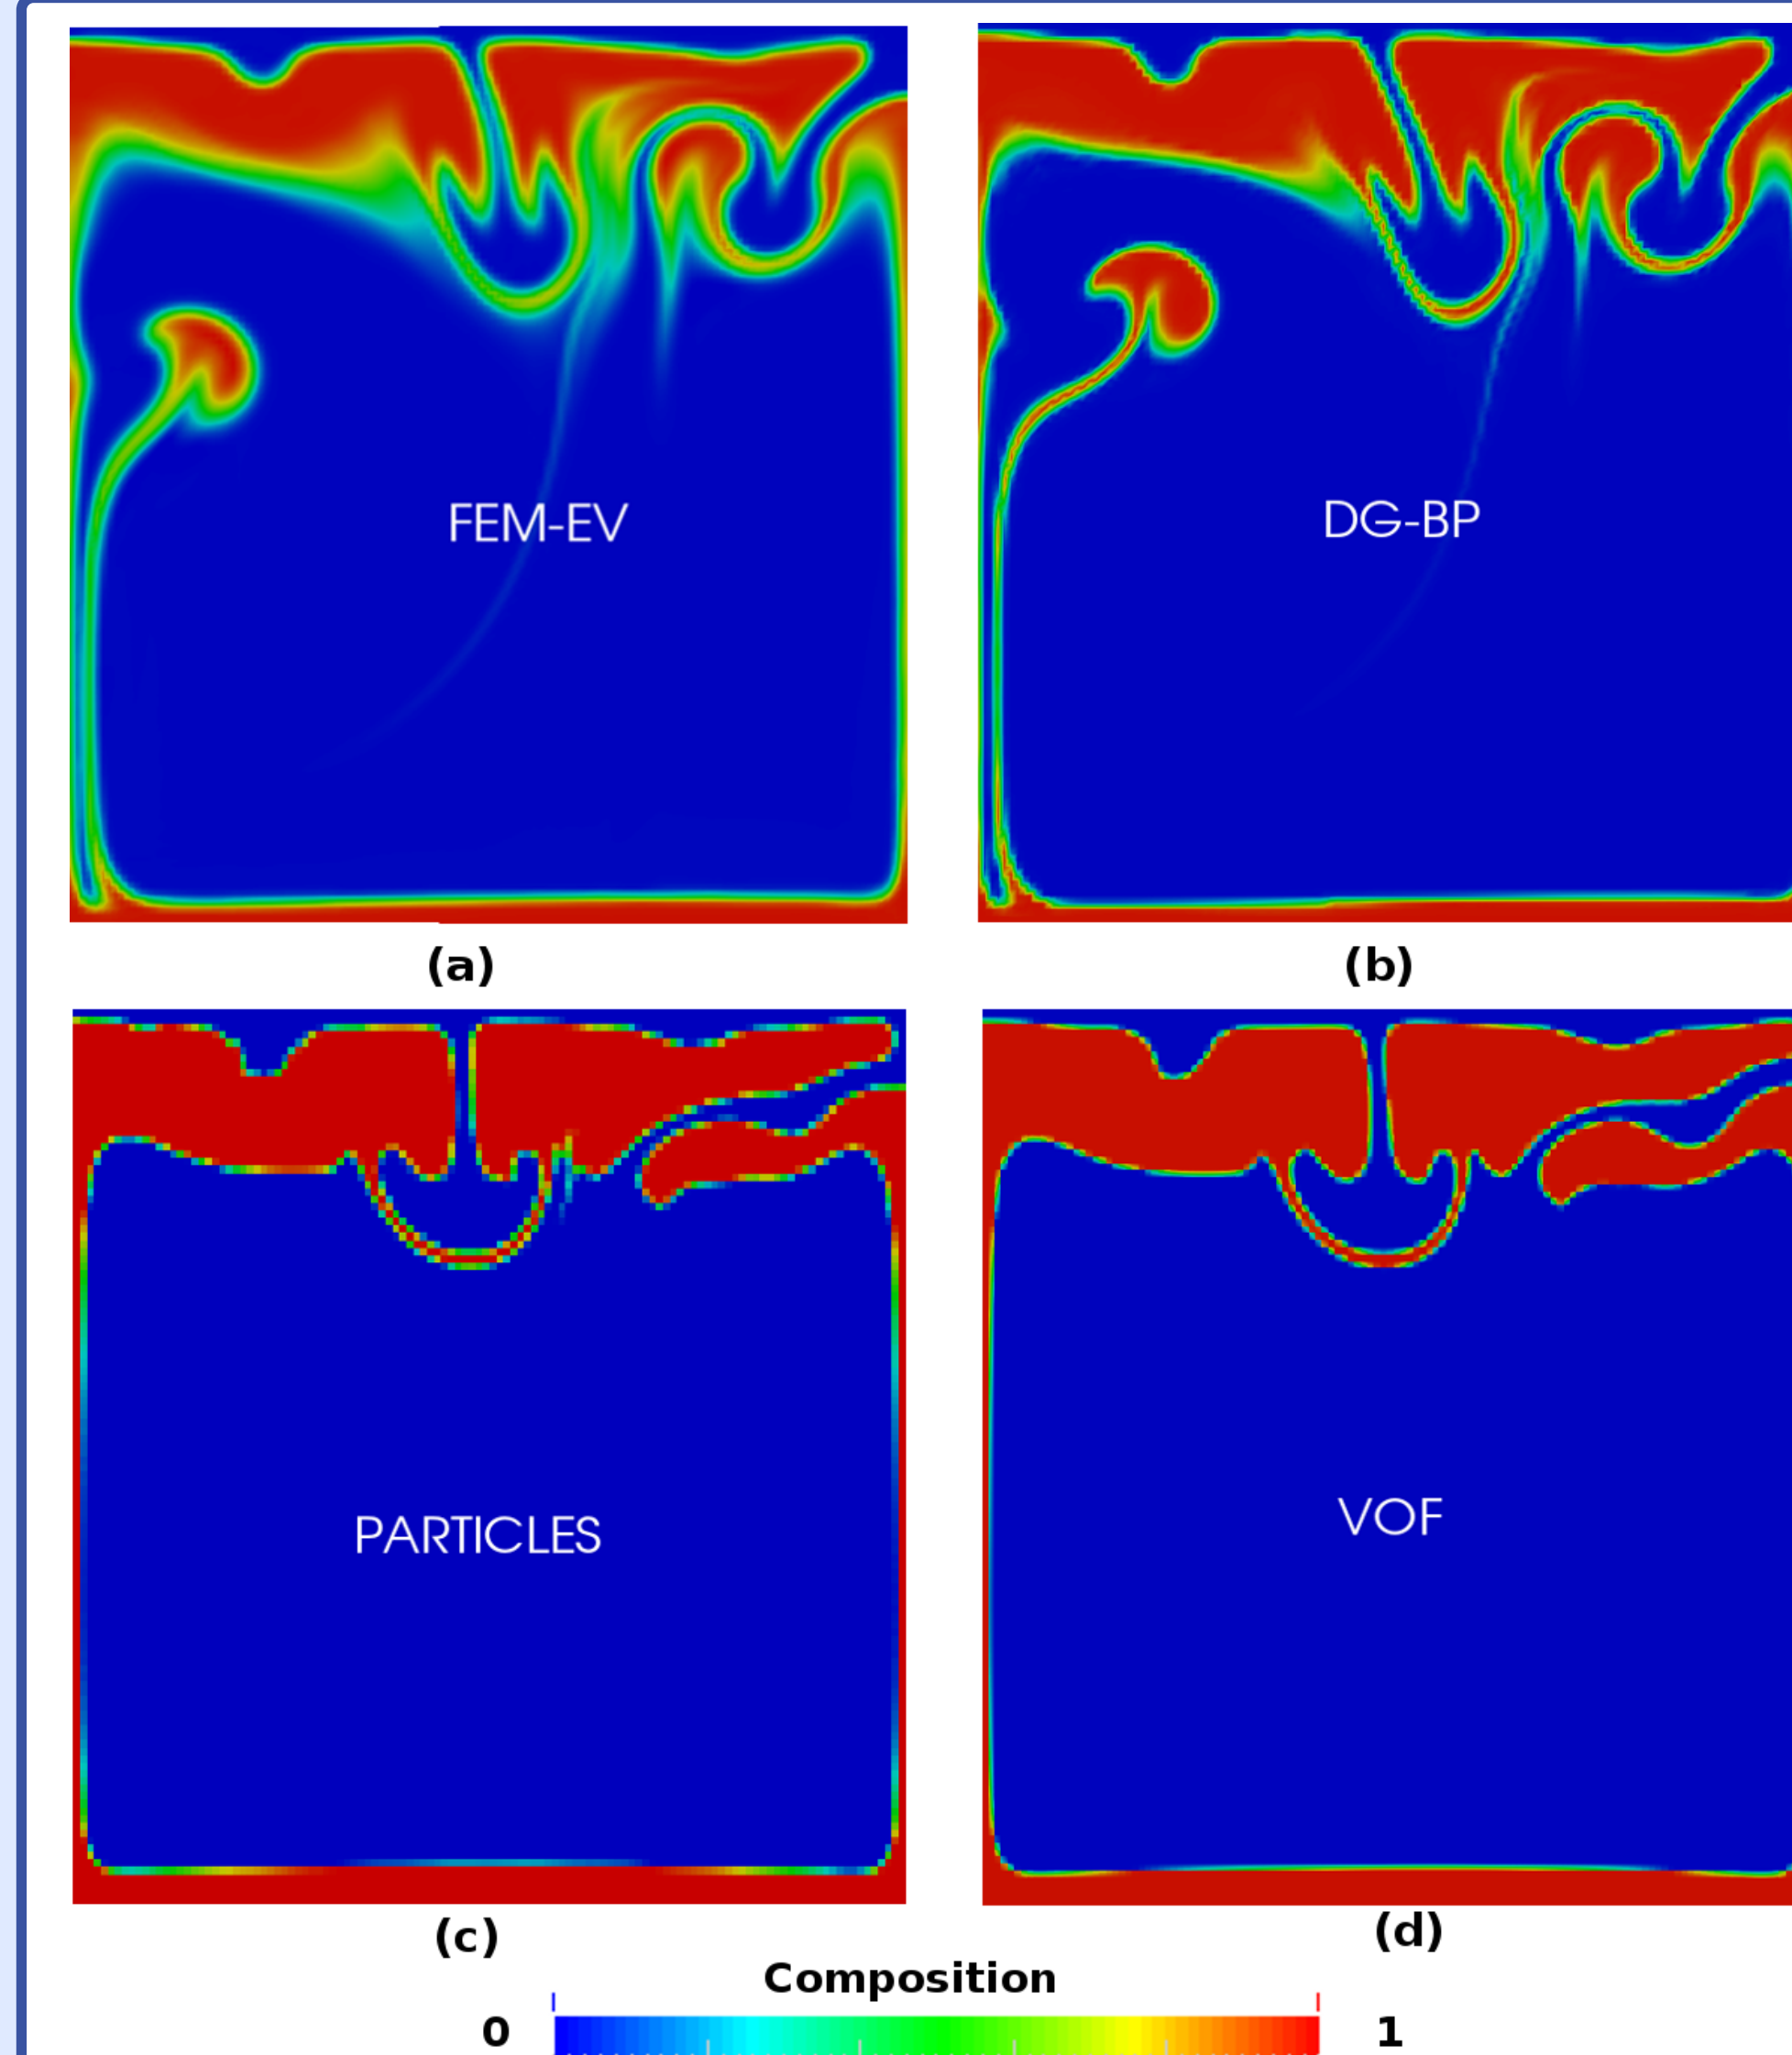 FEM-EV
DG-BP
(a)
(b)
PARTICLES
VOF
(c)
(d)
Composition
0
1